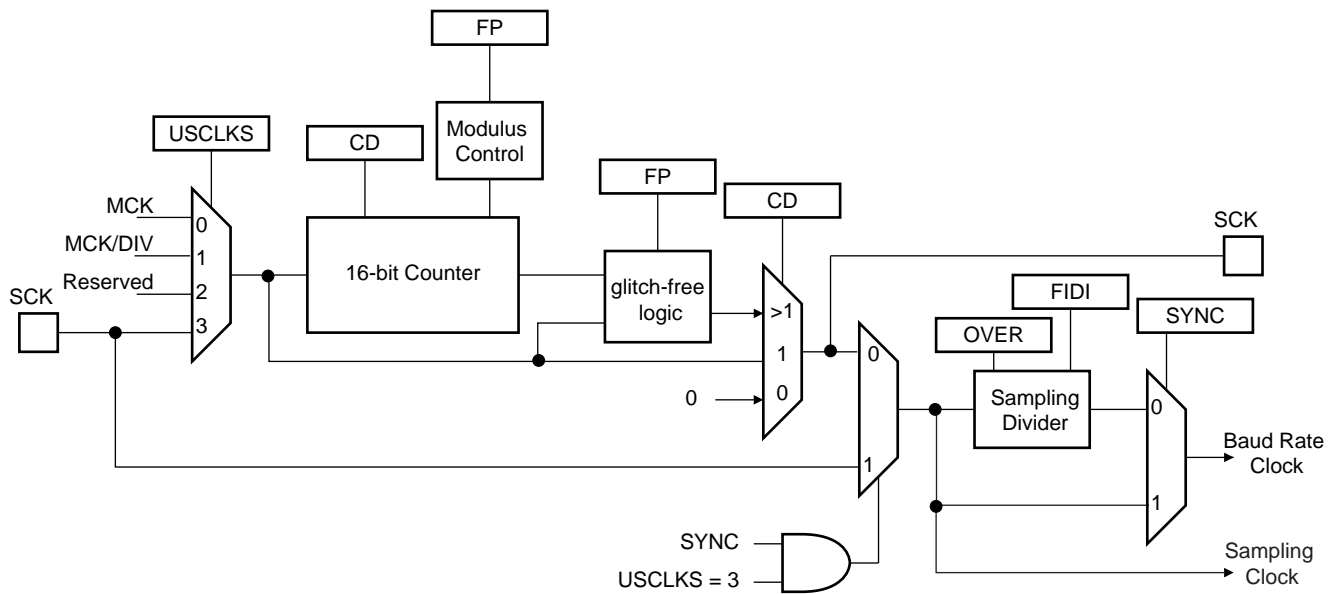 FP
USCLKS
CD
Modulus
Control
FP
CD
MCK
0
MCK/DIV
1
Reserved
2
SCK
3
16-bit Counter
glitch-free
logic
>1
1
0
0
SCK
FIDI
OVER
SYNC
0
1
Sampling
Divider
0
1
Baud Rate
Clock
SYNC
USCLKS = 3
Sampling
Clock